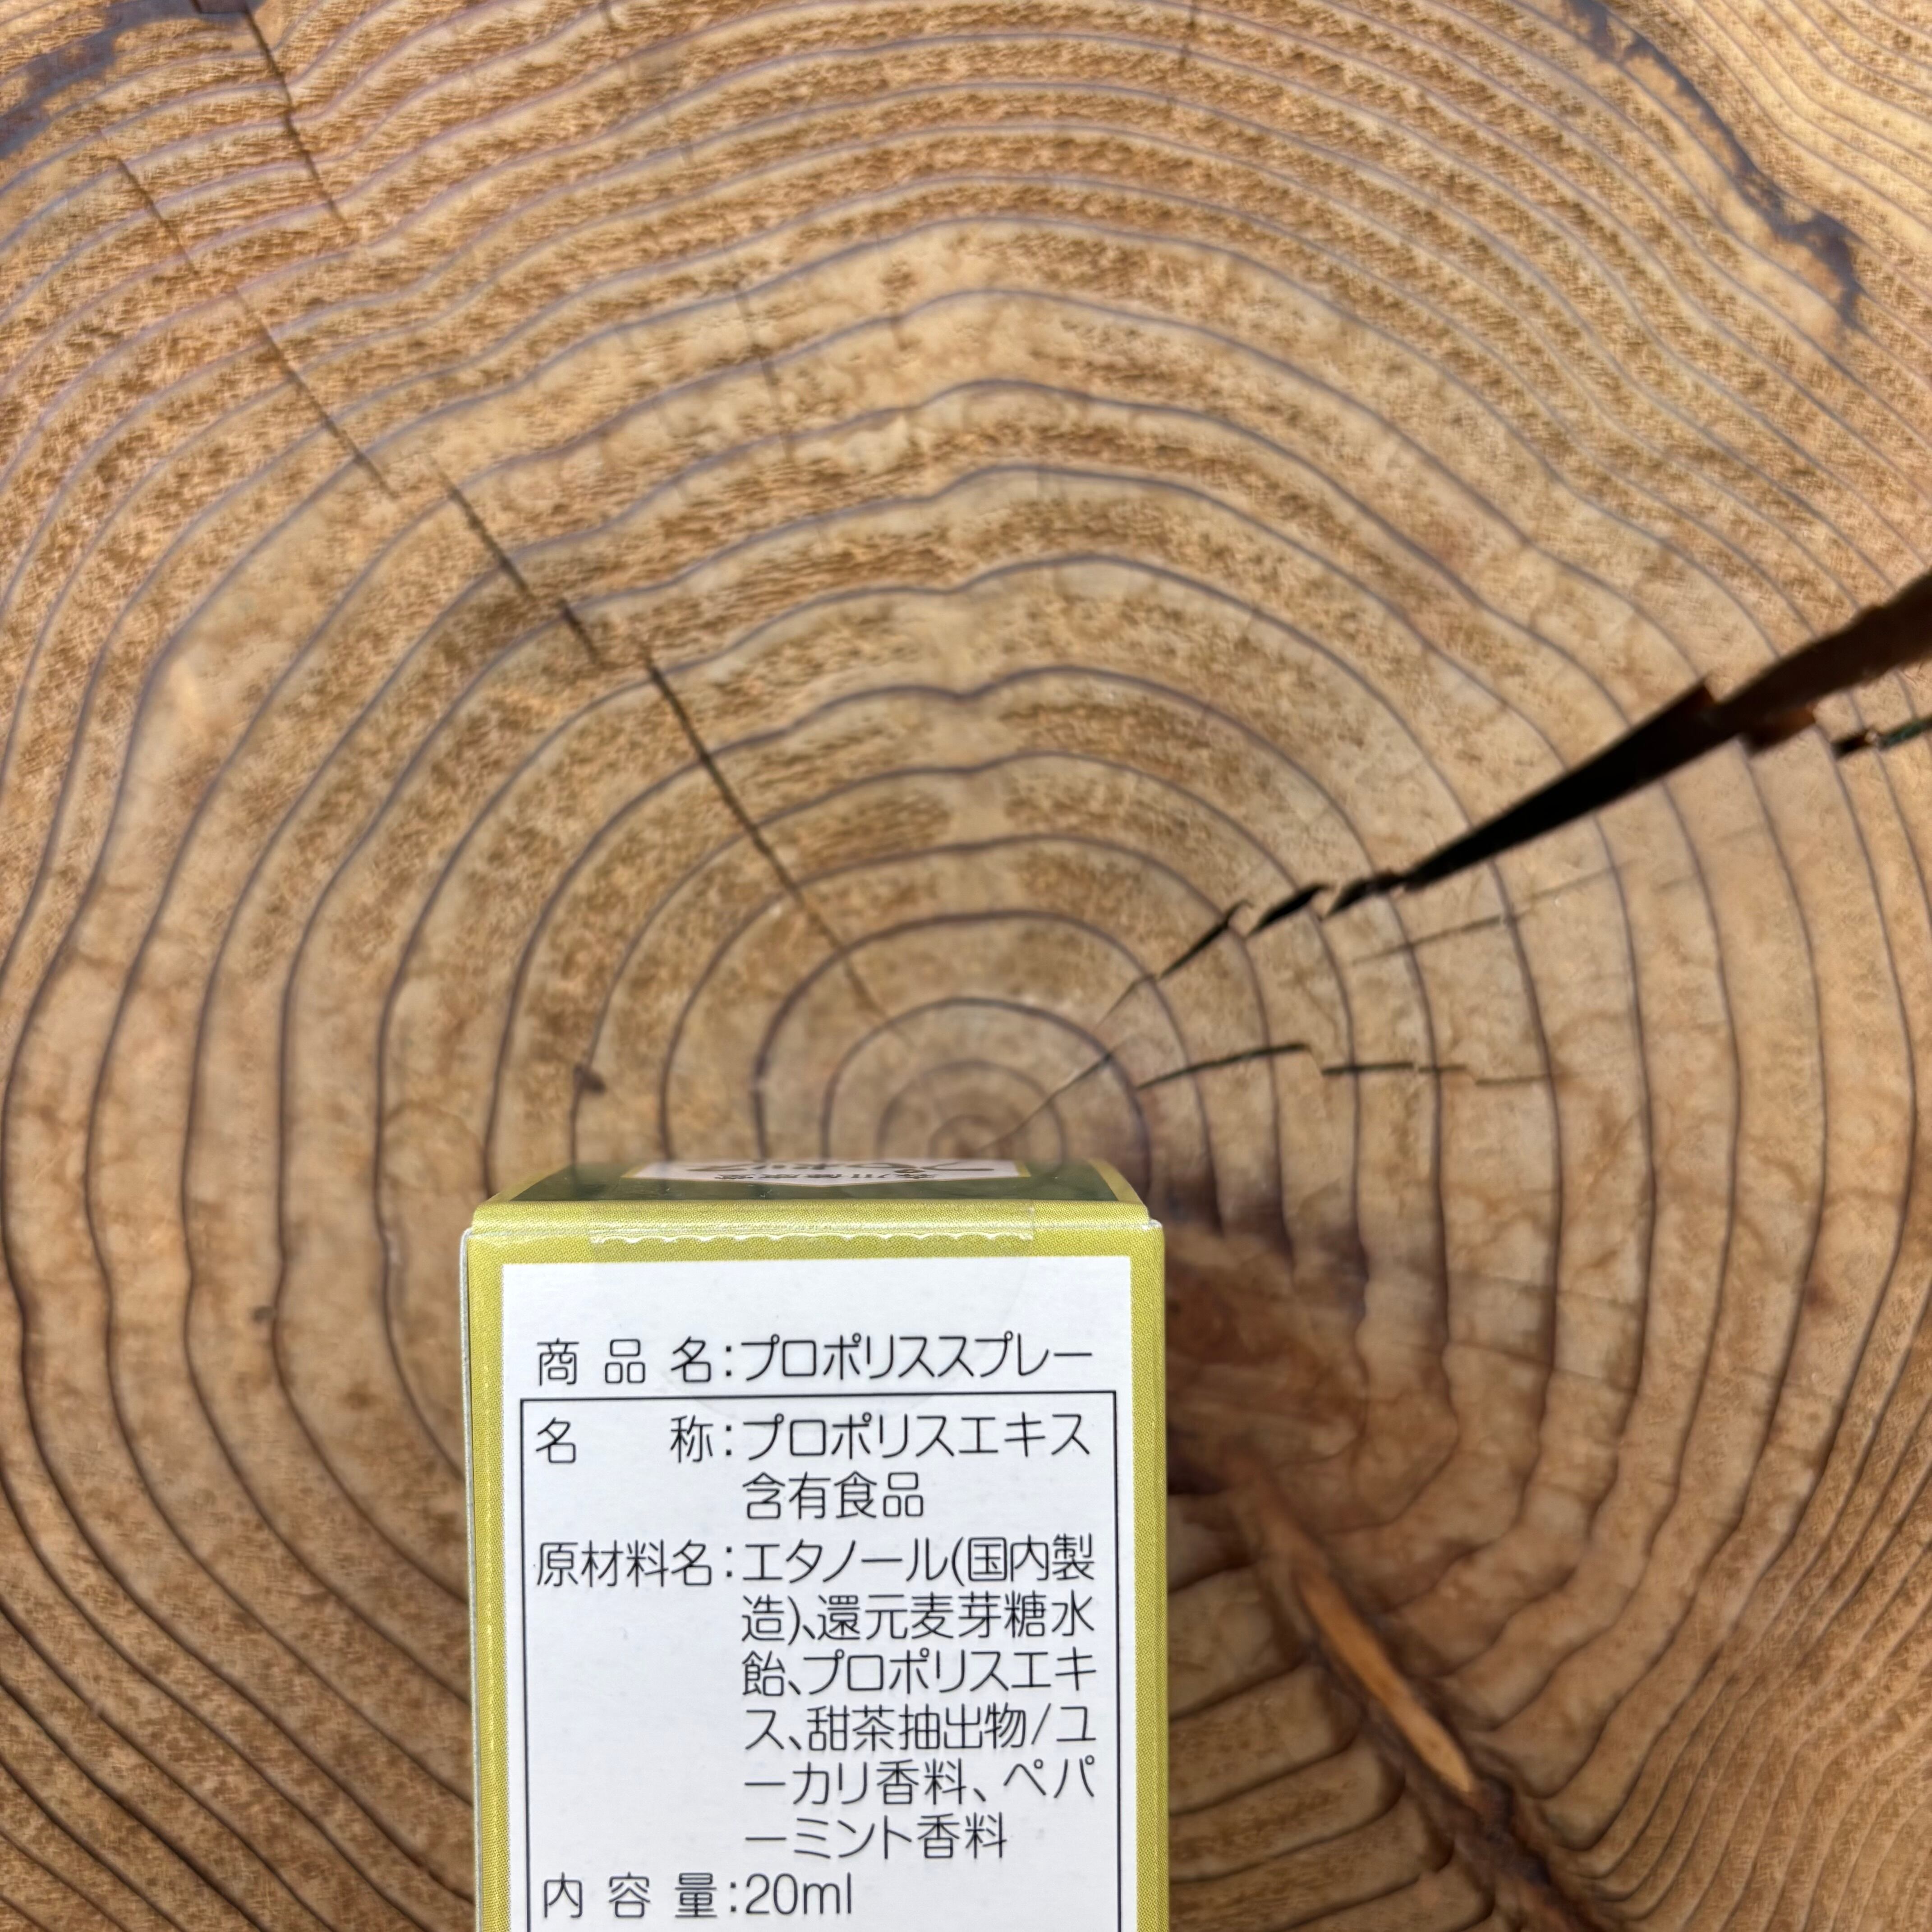 商品名:プロポリススプレー
名称:プロポリスエキス
含有食品
原材料名:エタノール(国内製
造)、還元麦芽糖水
飴、プロポリスエキ
ス、甜茶抽出物/ユ
ーカリ香料、ペパ
ーミント香料
内容量:20ml